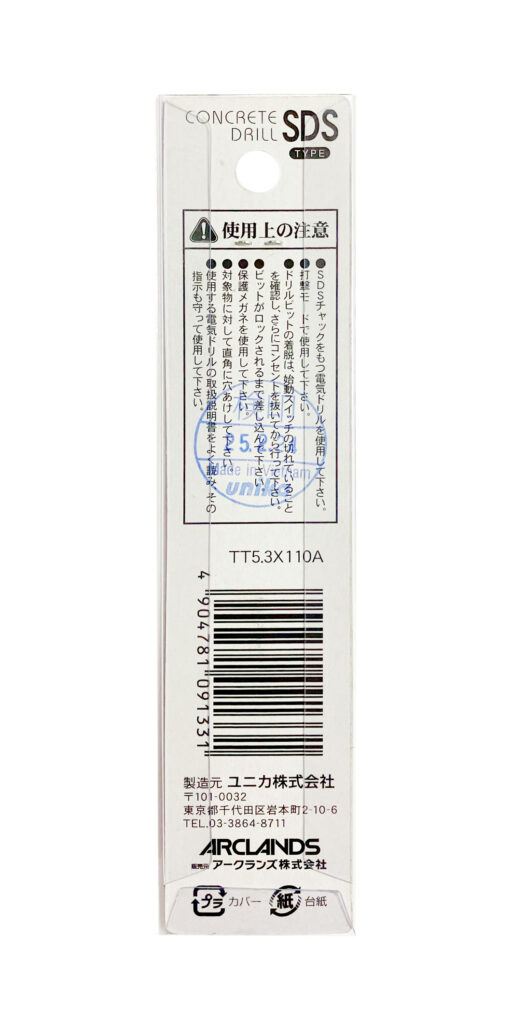 CONCRETE
DRILL SDS
TYPE
使用上の注意
●SDSチャックをもつ電気ドリルを使用して下さい。
●打撃モードで使用して下さい。
●ドリルビットの着脱は、始動スイッチの切れていること
を確認し、さらにコンセントを抜いてから行って下さい。
●ビットがロックされるまで差し込んで下さい。
●保護メガネを使用して下さい。
●対象物に対して直角に穴あけして下さい。
●使用する電気ドリルの取扱説明書をよく読み、その
指示も守って使用して下さい。
Made in Vietnam
unika
TT5.3X110A
4 904781 091331
製造元 ユニカ株式会社
〒101-0032
東京都千代田区岩本町2-10-6
TEL.03-3864-8711
ARCLANDS
販売元 アークランズ株式会社
プラ カバー 紙 台紙